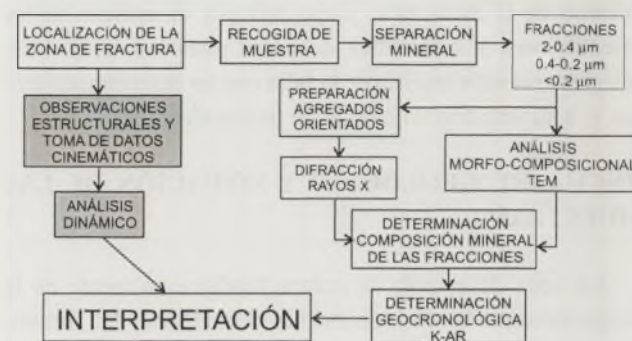 LOCALIZACIÓN DE LA
ZONA DE FRACTURA
RECOGIDA DE
MUESTRA
SEPARACIÓN
MINERAL
FRACCIONES
2-0.4 µm
0.4-0.2 µm
<0.2 µm
OBSERVACIONES
ESTRUCTURALES Y
TOMA DE DATOS
CINEMÁTICOS
PREPARACIÓN
AGREGADOS
ORIENTADOS
ANÁLISIS
MORFO-COMPOSICIONAL
TEM
DIFRACCIÓN
RAYOS X
ANÁLISIS
DINÁMICO
DETERMINACIÓN
COMPOSICIÓN MINERAL
DE LAS FRACCIONES
INTERPRETACIÓN
DETERMINACIÓN
GEOCRONOLÓGICA
K-AR